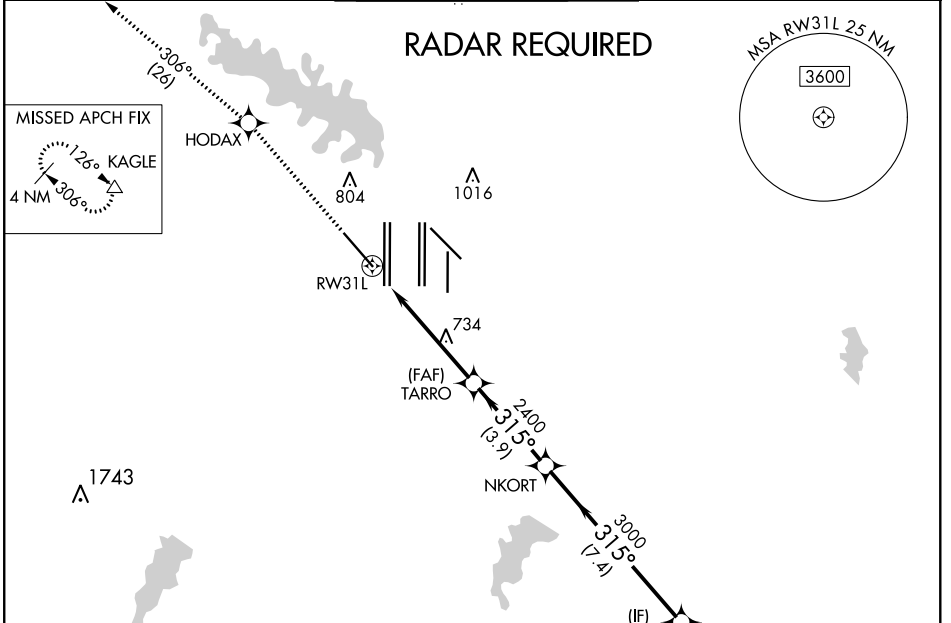 RADAR REQUIRED
MSA RW31L 25 NM
3600
306°
(26)
MISSED APCH FIX
126°
KAGLE
4 NM
306°
HODAX
804
1016
RW31L
734
(FAF)
TARRO
2400
315°
(3.9)
NKORT
1743
3000
315°
(7.4)
(IF)